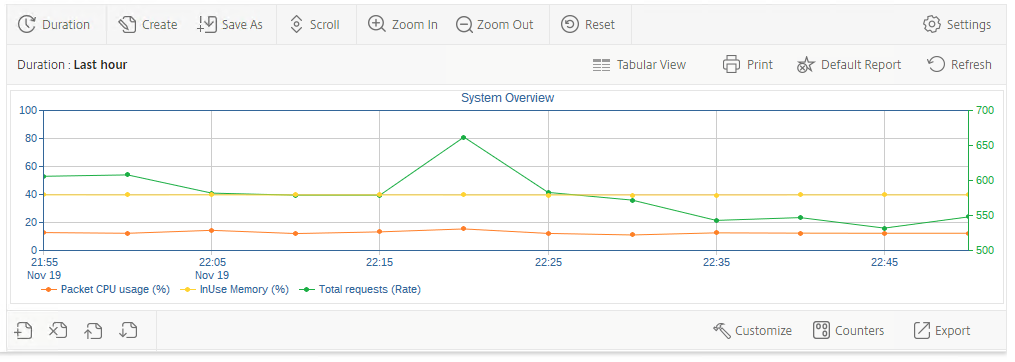 Duration Create Save As Scroll Zoom In Zoom Out Reset Settings
Duration : Last hour Tabular View Print Default Report Refresh
System Overview
100 700
80 650
60 600
40
20 550
0 500
21:55 22:05 22:15 22:25 22:35 22:45
Nov 19 Nov 19
Packet CPU usage (%) InUse Memory (%) Total requests (Rate)
Customize Counters Export